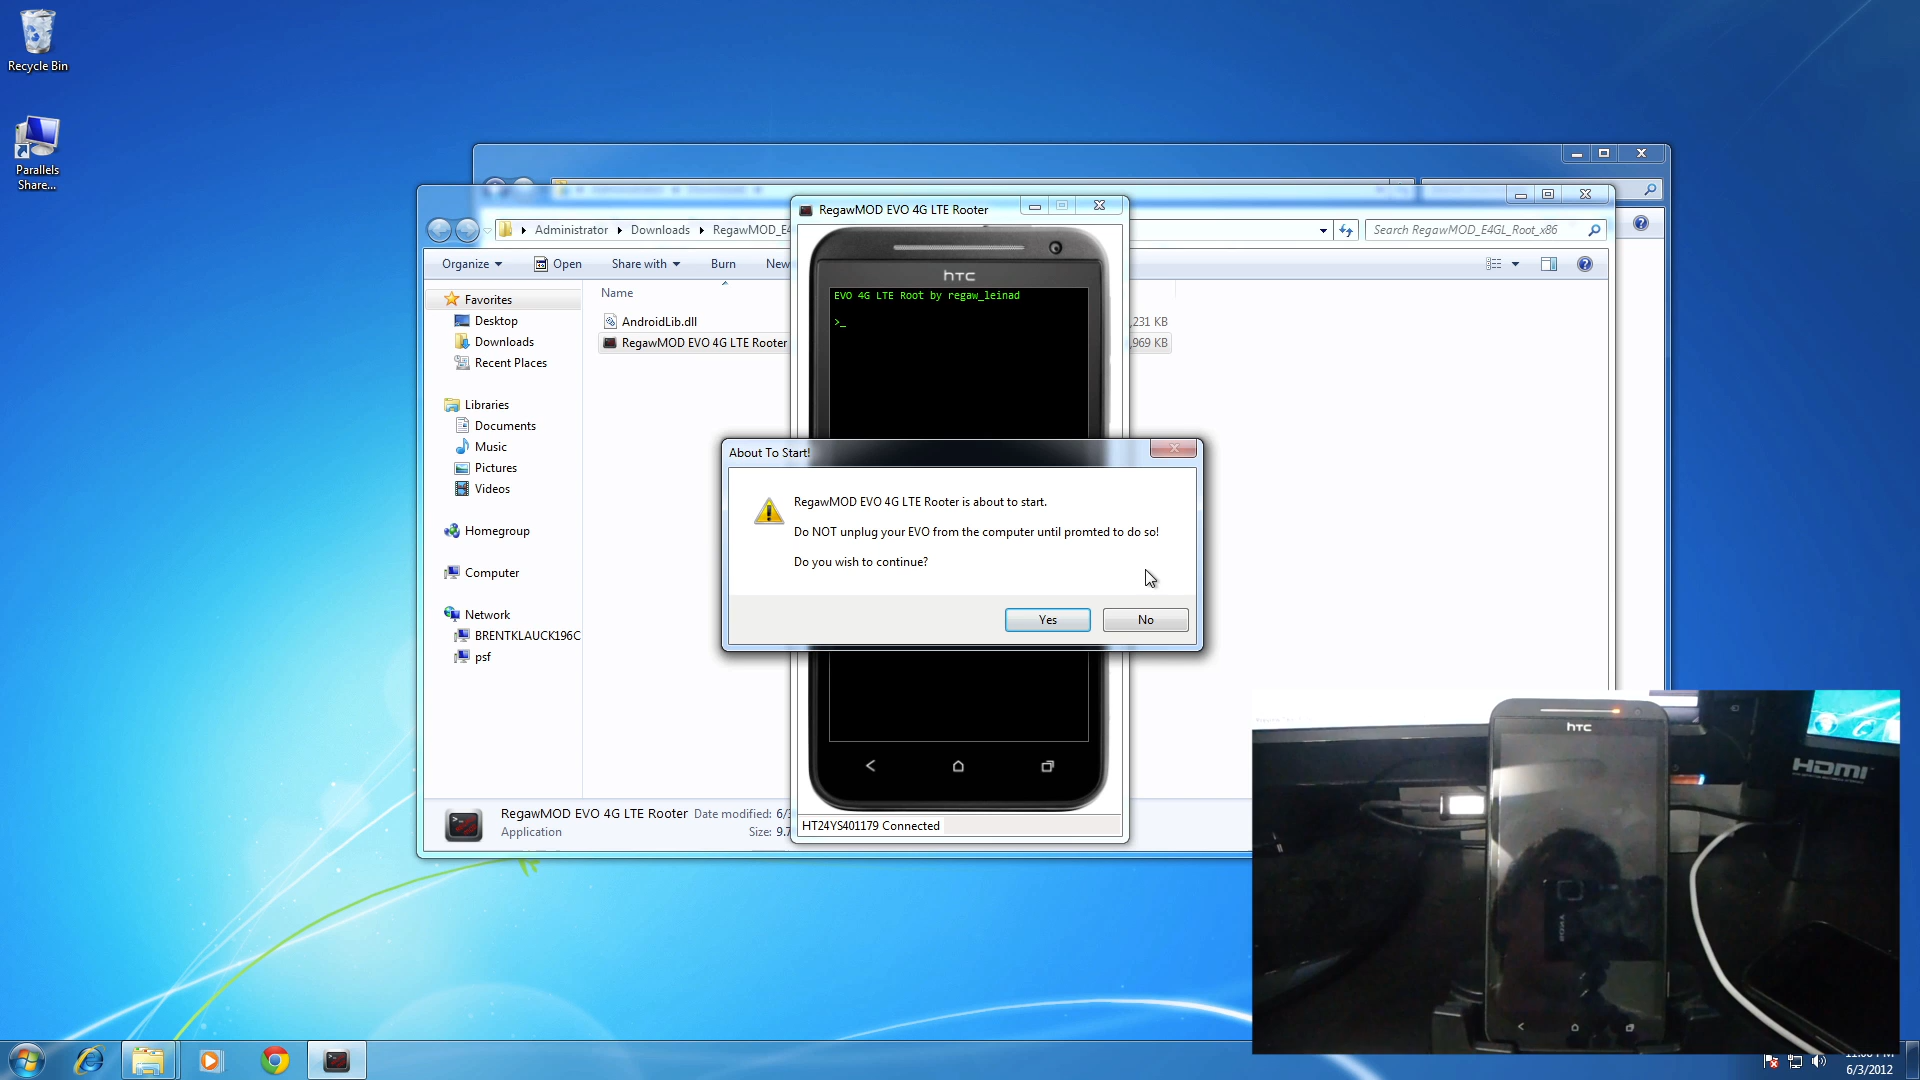 Recycle Bin
Parallels
Share...
Administrator
Downloads
RegawMOD_E4
Search RegawMOD_E4GL_Root_x86
Organize
Open
Share with
Burn
New
Name
Favorites
Desktop
Downloads
Recent Places
Libraries
Documents
Music
Pictures
Videos
Homegroup
Computer
Network
BRENTKLAUCK196C
psf
AndroidLib.dll
,231 KB
RegawMOD EVO 4G LTE Rooter
,969 KB
RegawMOD EVO 4G LTE Rooter
hTC
EVO 4G LTE Root by regaw_leinad
>_
About To Start!
RegawMOD EVO 4G LTE Rooter is about to start.
Do NOT unplug your EVO from the computer until promted to do so!
Do you wish to continue?
Yes
No
HT24YS401179 Connected
RegawMOD EVO 4G LTE Rooter
Date modified: 6/3
Application
Size: 9.7
hTC
HDMI
SONY
6/3/2012